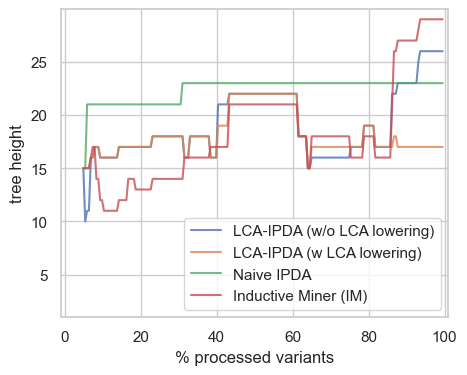 tree height
25
20
15
10
5
LCA-IPDA (w/o LCA lowering)
LCA-IPDA (w LCA lowering)
Naive IPDA
Inductive Miner (IM)
0 20 40 60 80 100
% processed variants